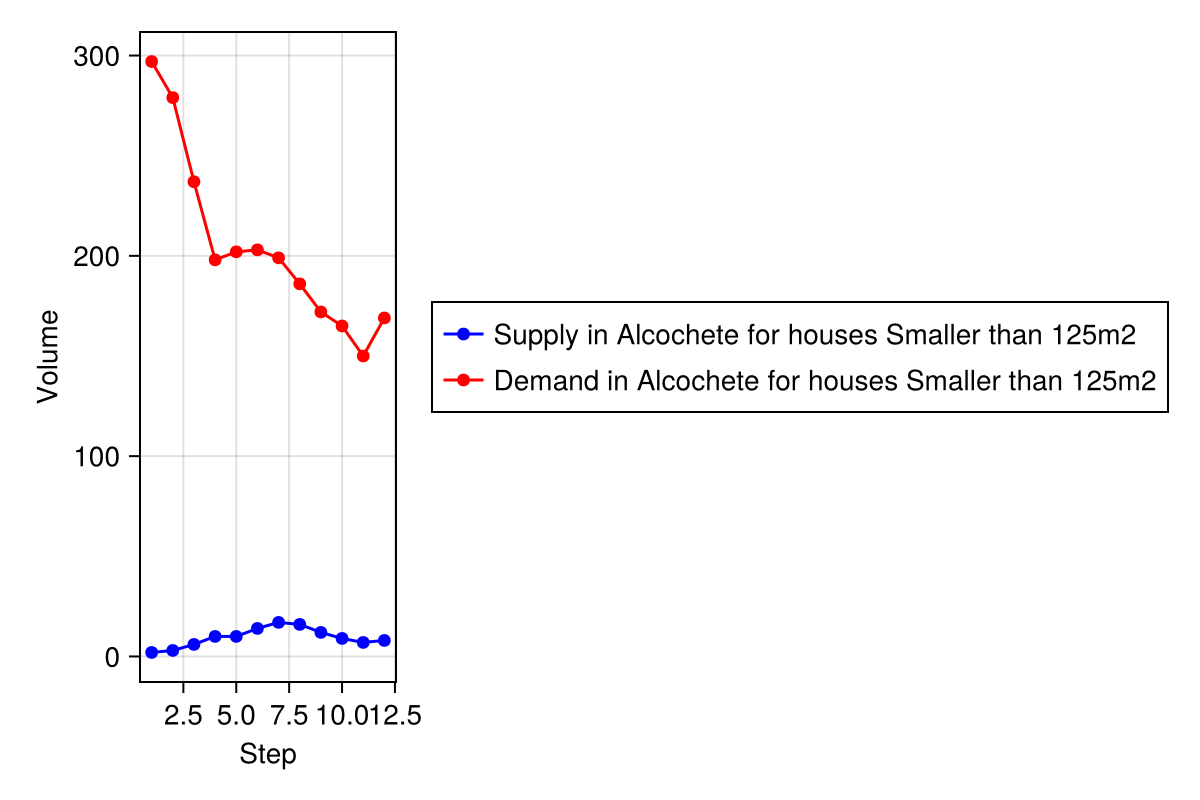 300
200
100
0
Volume
2.5 5.0 7.5 10.0 12.5
Step
Supply in Alcochete for houses Smaller than 125m2
Demand in Alcochete for houses Smaller than 125m2